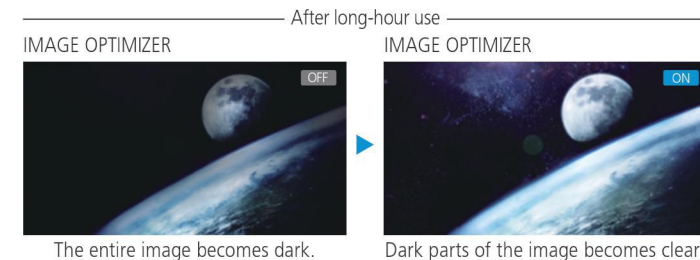 After long-hour use
IMAGE OPTIMIZER
OFF
The entire image becomes dark.
IMAGE OPTIMIZER
ON
Dark parts of the image becomes clear